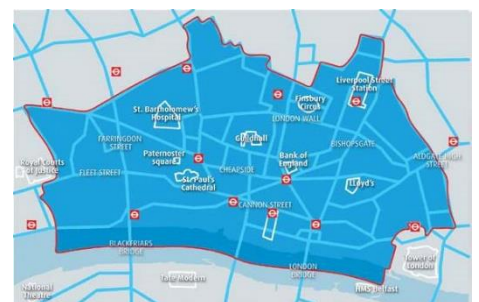 Liverpool Street
Station
St. Bartholomew's
Hospital
Finsbury
Circus
LONDON WALL
FARRINGDON
STREET
Guildhall
BISHOPSGATE
Paternoster
square
Bank of
England
ALDGATE HIGH
STREET
Royal Courts
of Justice
FLEET STREET
CHEAPSIDE
St. Paul's
Cathedral
Lloyd's
CANNON STREET
BLACKFRIARS
BRIDGE
LONDON
BRIDGE
Tower of
London
Tate Modern
National
Theatre
HMS Belfast